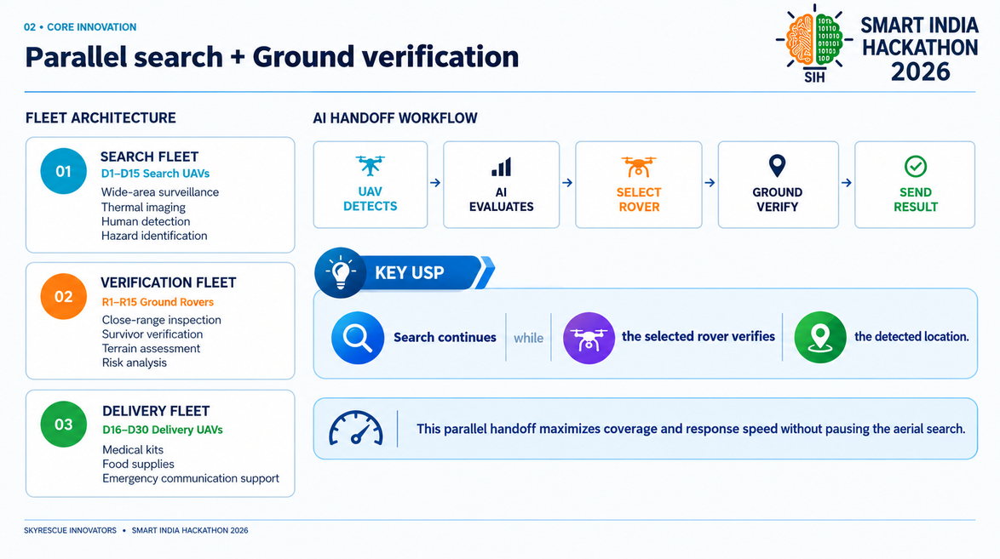 02 • CORE INNOVATION
Parallel search + Ground verification
SIH
SMART INDIA
HACKATHON
2026
FLEET ARCHITECTURE
01
SEARCH FLEET
D1–D15 Search UAVs
Wide-area surveillance
Thermal imaging
Human detection
Hazard identification
02
VERIFICATION FLEET
R1–R15 Ground Rovers
Close-range inspection
Survivor verification
Terrain assessment
Risk analysis
03
DELIVERY FLEET
D16–D30 Delivery UAVs
Medical kits
Food supplies
Emergency communication support
AI HANDOFF WORKFLOW
UAV
DETECTS
AI
EVALUATES
SELECT
ROVER
GROUND
VERIFY
SEND
RESULT
KEY USP
Search continues while the selected rover verifies the detected location.
This parallel handoff maximizes coverage and response speed without pausing the aerial search.
SKYRESCUE INNOVATORS • SMART INDIA HACKATHON 2026